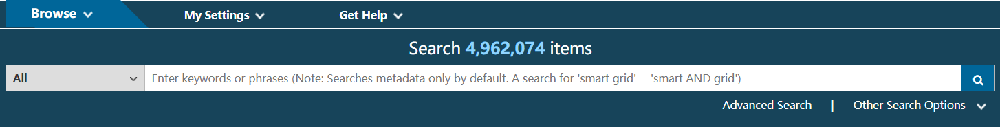 Browse My Settings Get Help
Search 4,962,074 items
All Enter keywords or phrases (Note: Searches metadata only by default. A search for 'smart grid' = 'smart AND grid')
Advanced Search | Other Search Options